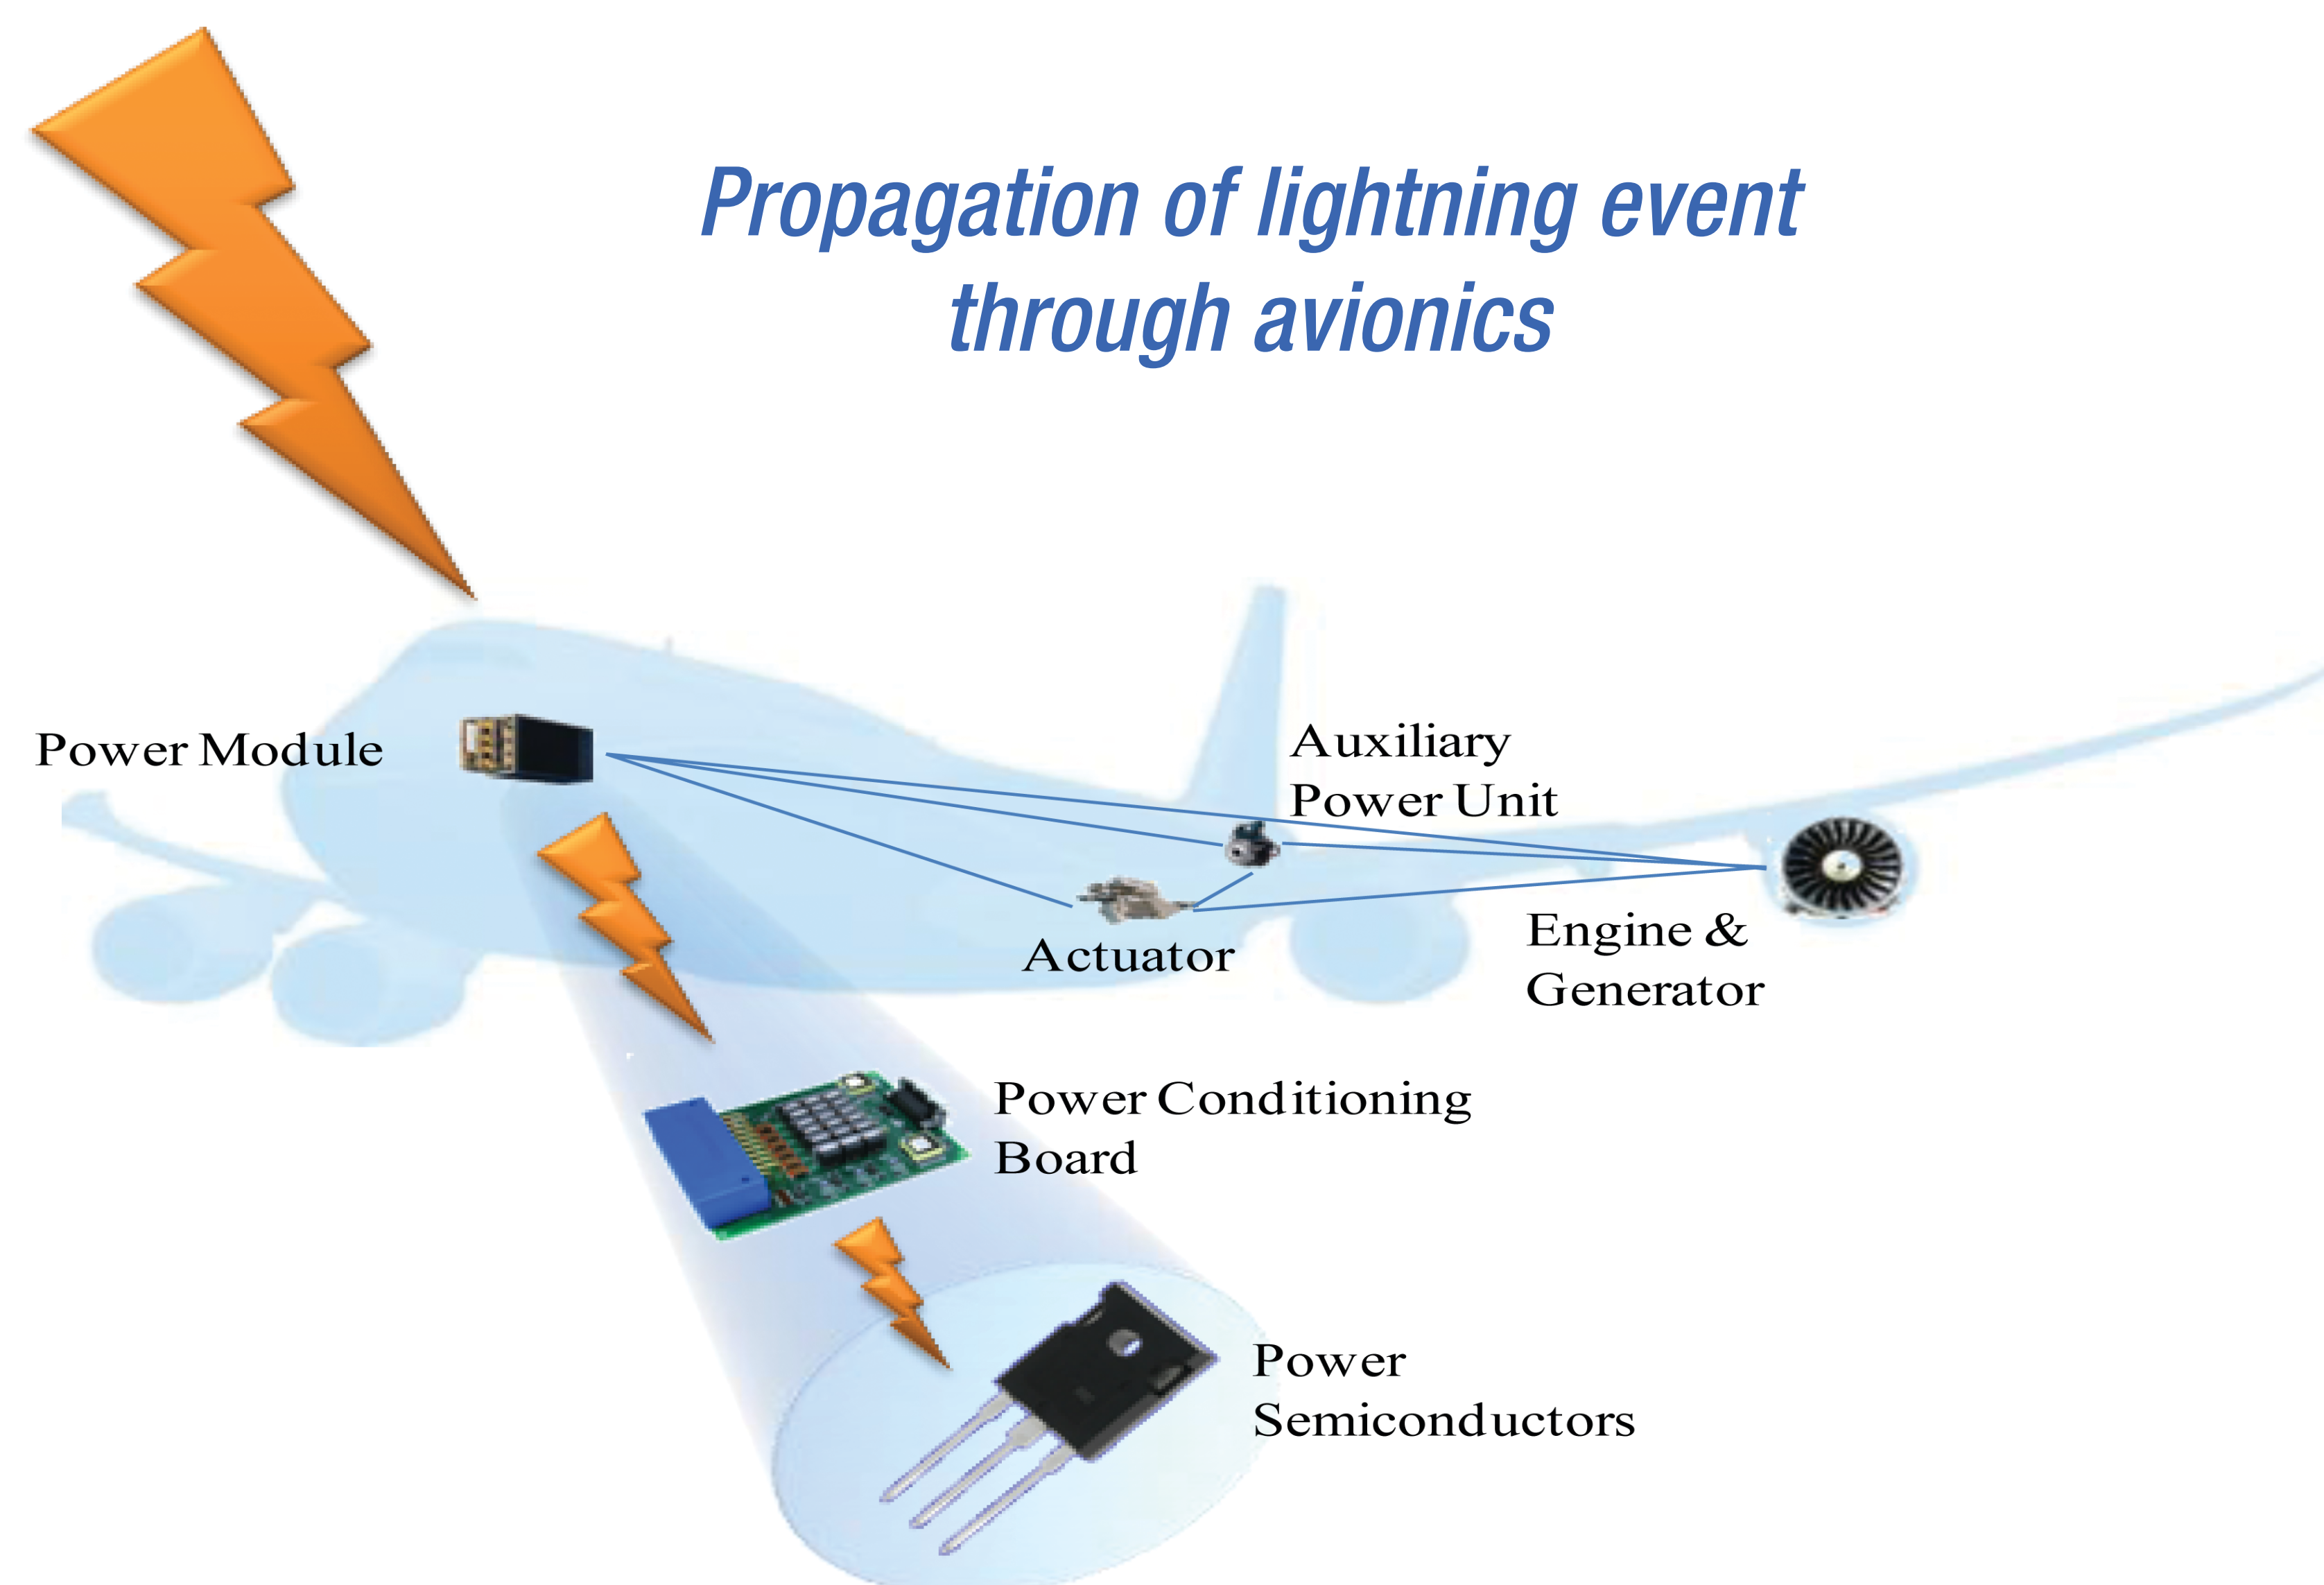 Propagation of lightning event
through avionics
Power Module
Auxiliary
Power Unit
Actuator
Engine &
Generator
Power Conditioning
Board
Power
Semiconductors